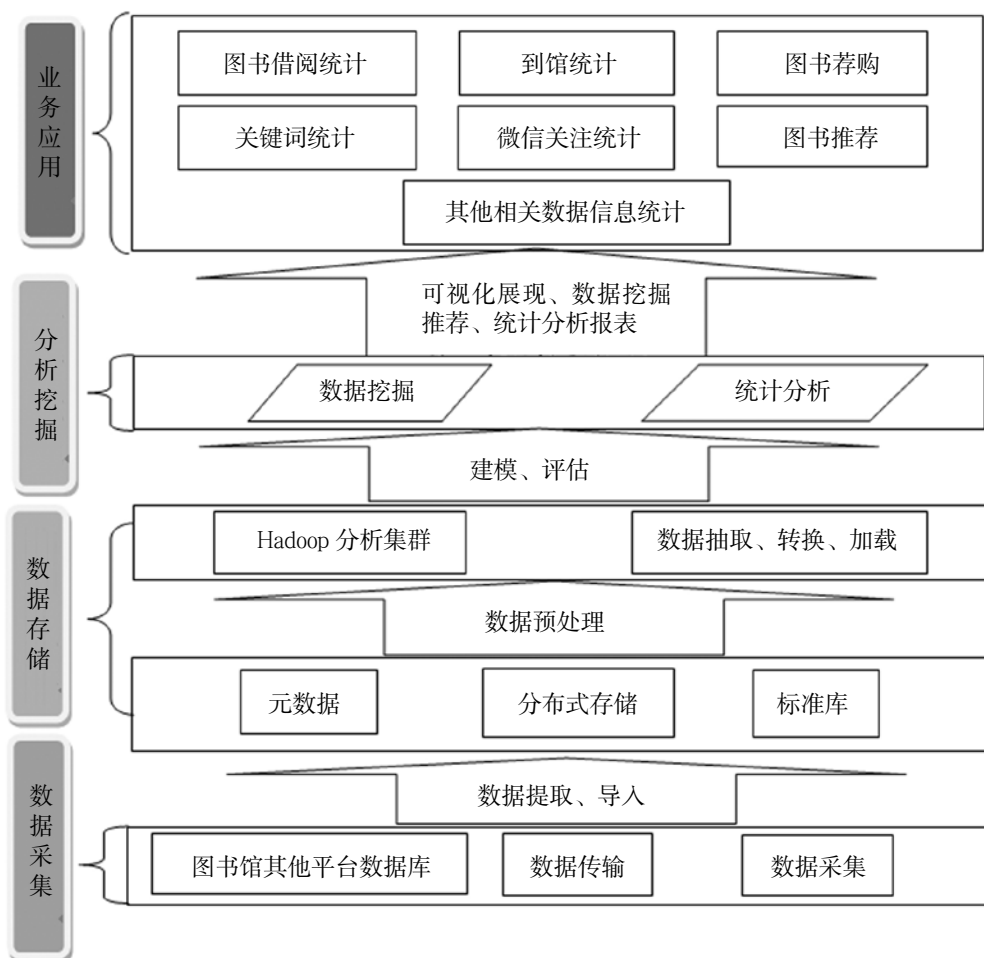 业务应用
图书借阅统计
到馆统计
图书荐购
关键词统计
微信关注统计
图书推荐
其他相关数据信息统计
可视化展现、数据挖掘
推荐、统计分析报表
分析挖掘
数据挖掘
统计分析
建模、评估
数据存储
Hadoop 分析集群
数据抽取、转换、加载
数据预处理
元数据
分布式存储
标准库
数据提取、导入
数据采集
图书馆其他平台数据库
数据传输
数据采集